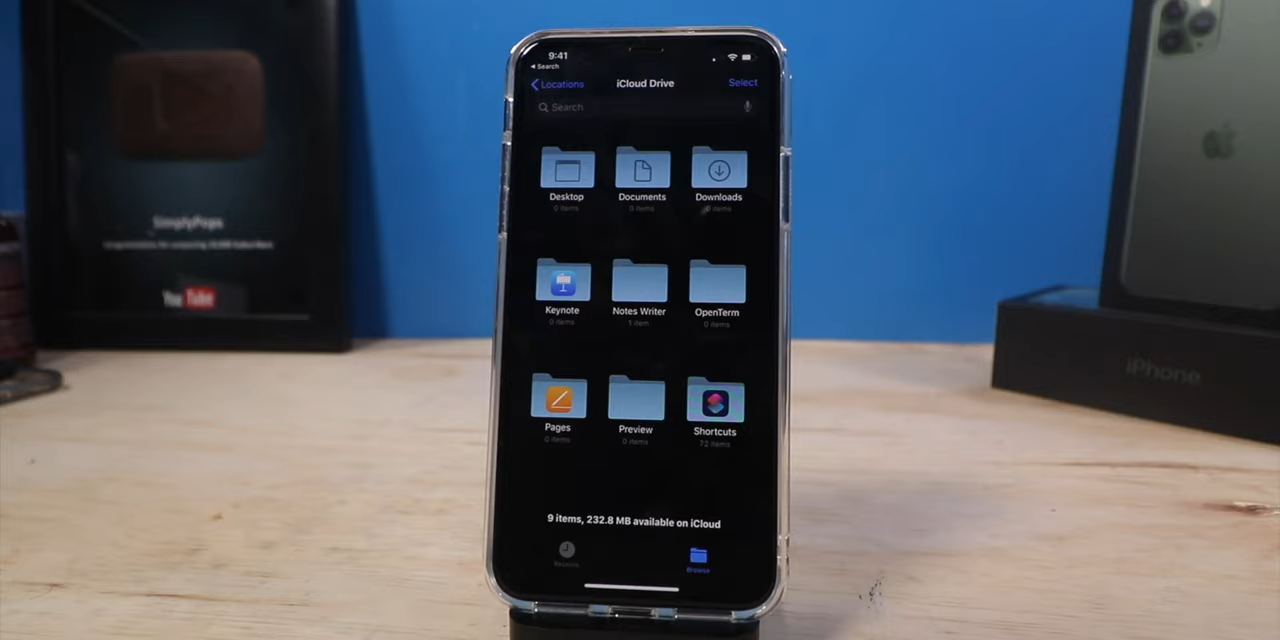 9:41
Search
Locations
iCloud Drive
Select
Search
Desktop
0 items
Documents
0 items
Downloads
0 items
Keynote
0 items
Notes Writer
1 item
OpenTerm
0 items
Pages
0 items
Preview
0 items
Shortcuts
72 items
9 items, 232.8 MB available on iCloud
Recents
Browse
SimplyPops
YouTube
iPhone